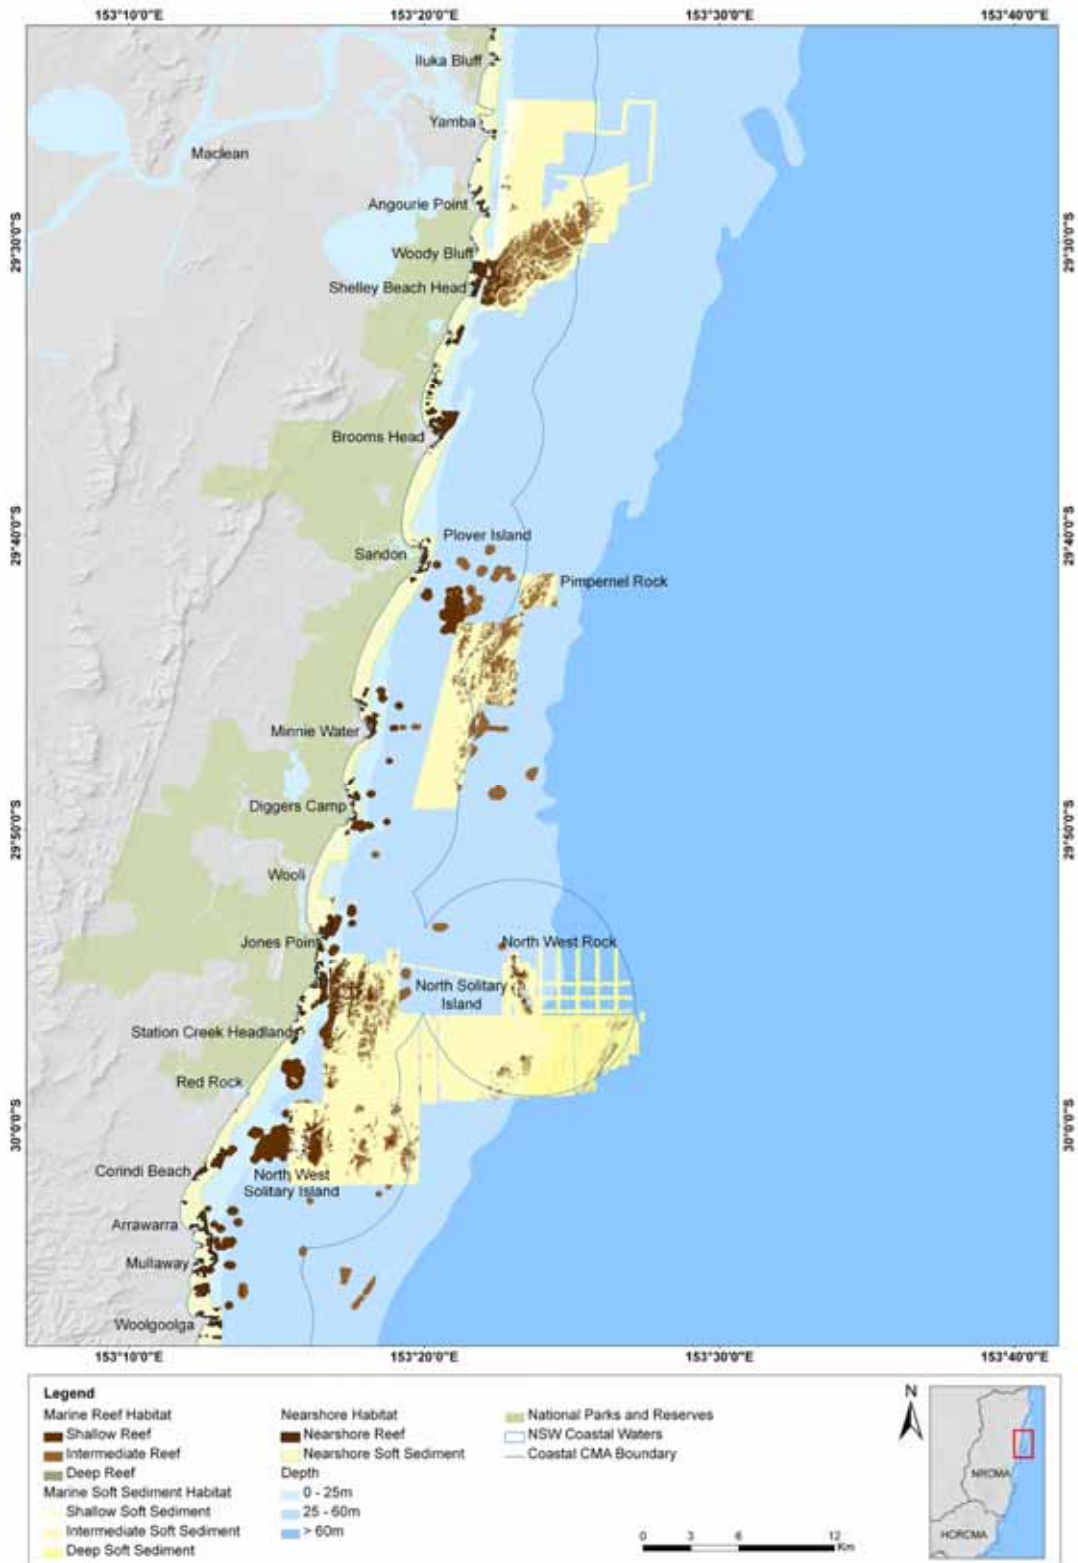 153°10'0"E 153°20'0"E 153°30'0"E 153°40'0"E
Iluka Bluff
Yamba
Maclean
Angourie Point
29°30'0"S 29°30'0"S
Woody Bluff
Shelley Beach Head
Brooms Head
29°40'0"S 29°40'0"S
Plover Island
Sandon
Pimpernel Rock
Minnie Water
Diggers Camp
29°50'0"S 29°50'0"S
Wooli
Jones Point
North West Rock
North Solitary
Island
Station Creek Headland
Red Rock
30°0'0"S 30°0'0"S
Corindi Beach
North West
Solitary Island
Arrawarra
Mullaway
Woolgoolga
153°10'0"E 153°20'0"E 153°30'0"E 153°40'0"E
Legend
Marine Reef Habitat
Shallow Reef
Intermediate Reef
Deep Reef
Marine Soft Sediment Habitat
Shallow Soft Sediment
Intermediate Soft Sediment
Deep Soft Sediment
Nearshore Habitat
Nearshore Reef
Nearshore Soft Sediment
Depth
0 - 25m
25 - 60m
> 60m
National Parks and Reserves
NSW Coastal Waters
Coastal CMA Boundary
0 3 6 12
Km
N
NRCMA
HCRCMA